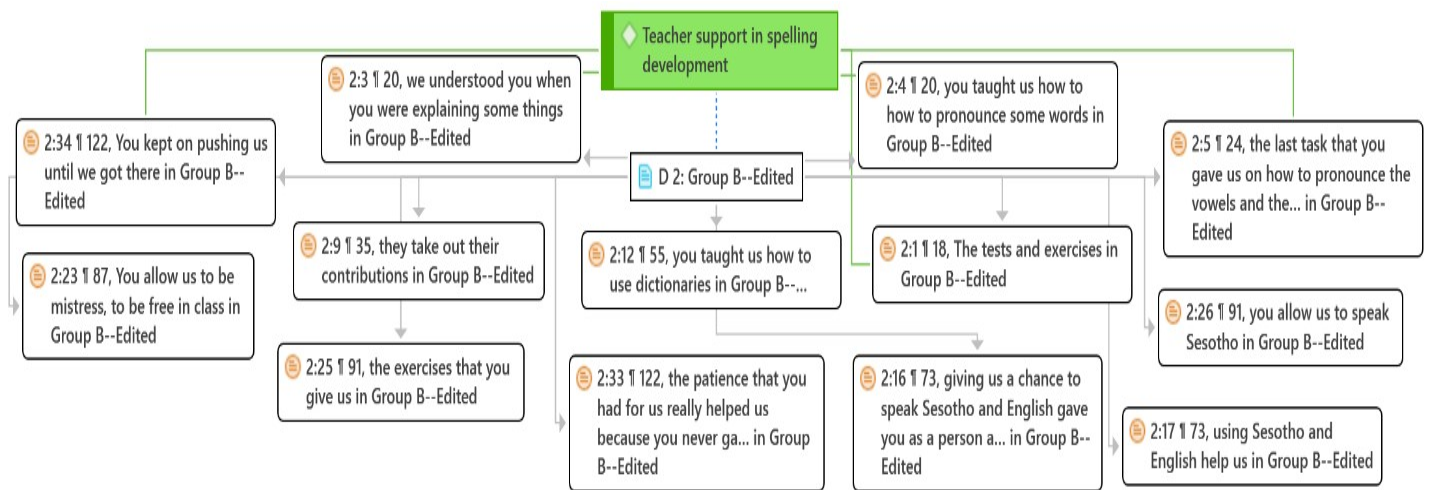 Teacher support in spelling
development
2:3 ¶ 20, we understood you when
you were explaining some things
in Group B--Edited
2:4 ¶ 20, you taught us how to
how to pronounce some words in
Group B--Edited
2:34 ¶ 122, You kept on pushing us
until we got there in Group B--
Edited
D 2: Group B--Edited
2:5 ¶ 24, the last task that you
gave us on how to pronounce the
vowels and the... in Group B--
Edited
2:23 ¶ 87, You allow us to be
mistress, to be free in class in
Group B--Edited
2:9 ¶ 35, they take out their
contributions in Group B--Edited
2:12 ¶ 55, you taught us how to
use dictionaries in Group B--...
2:1 ¶ 18, The tests and exercises in
Group B--Edited
2:26 ¶ 91, you allow us to speak
Sesotho in Group B--Edited
2:25 ¶ 91, the exercises that you
give us in Group B--Edited
2:33 ¶ 122, the patience that you
had for us really helped us
because you never ga... in Group
B--Edited
2:16 ¶ 73, giving us a chance to
speak Sesotho and English gave
you as a person a... in Group B--
Edited
2:17 ¶ 73, using Sesotho and
English help us in Group B--Edited